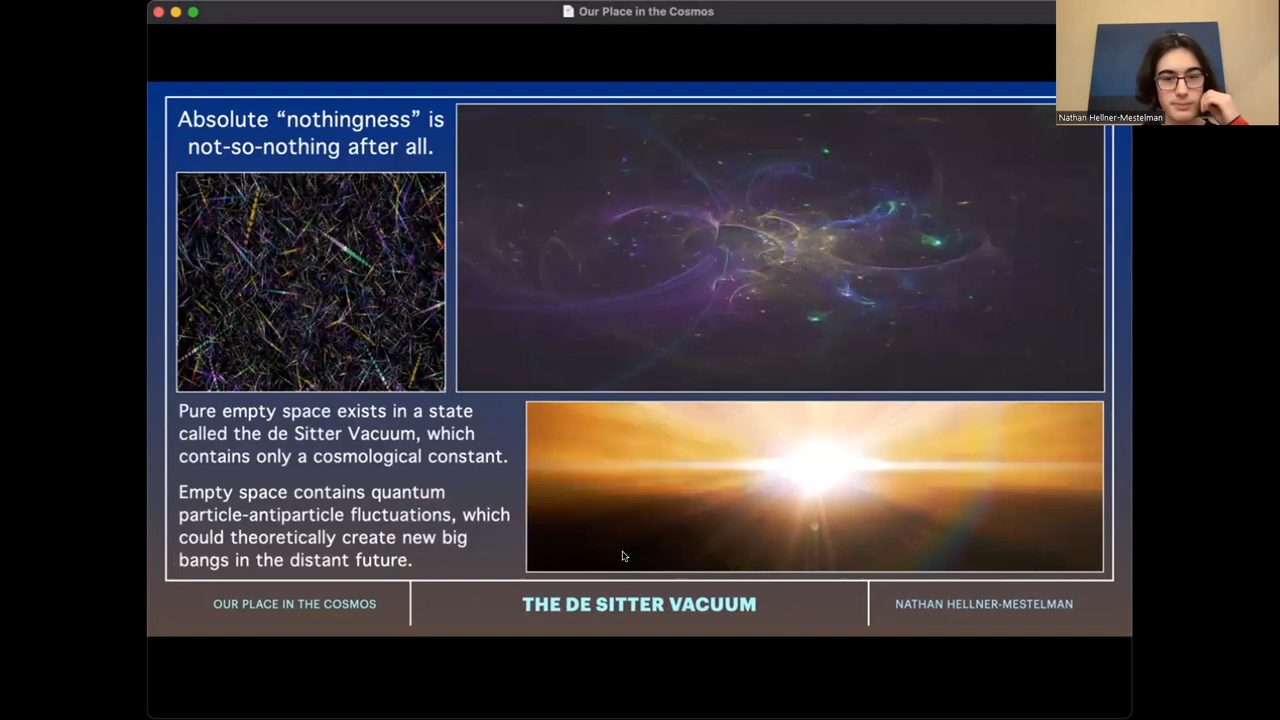 Our Place in the Cosmos
Nathan Hellner-Mestelman
Absolute “nothingness” is
not-so-nothing after all.
Pure empty space exists in a state
called the de Sitter Vacuum, which
contains only a cosmological constant.
Empty space contains quantum
particle-antiparticle fluctuations, which
could theoretically create new big
bangs in the distant future.
OUR PLACE IN THE COSMOS
THE DE SITTER VACUUM
NATHAN HELLNER-MESTELMAN